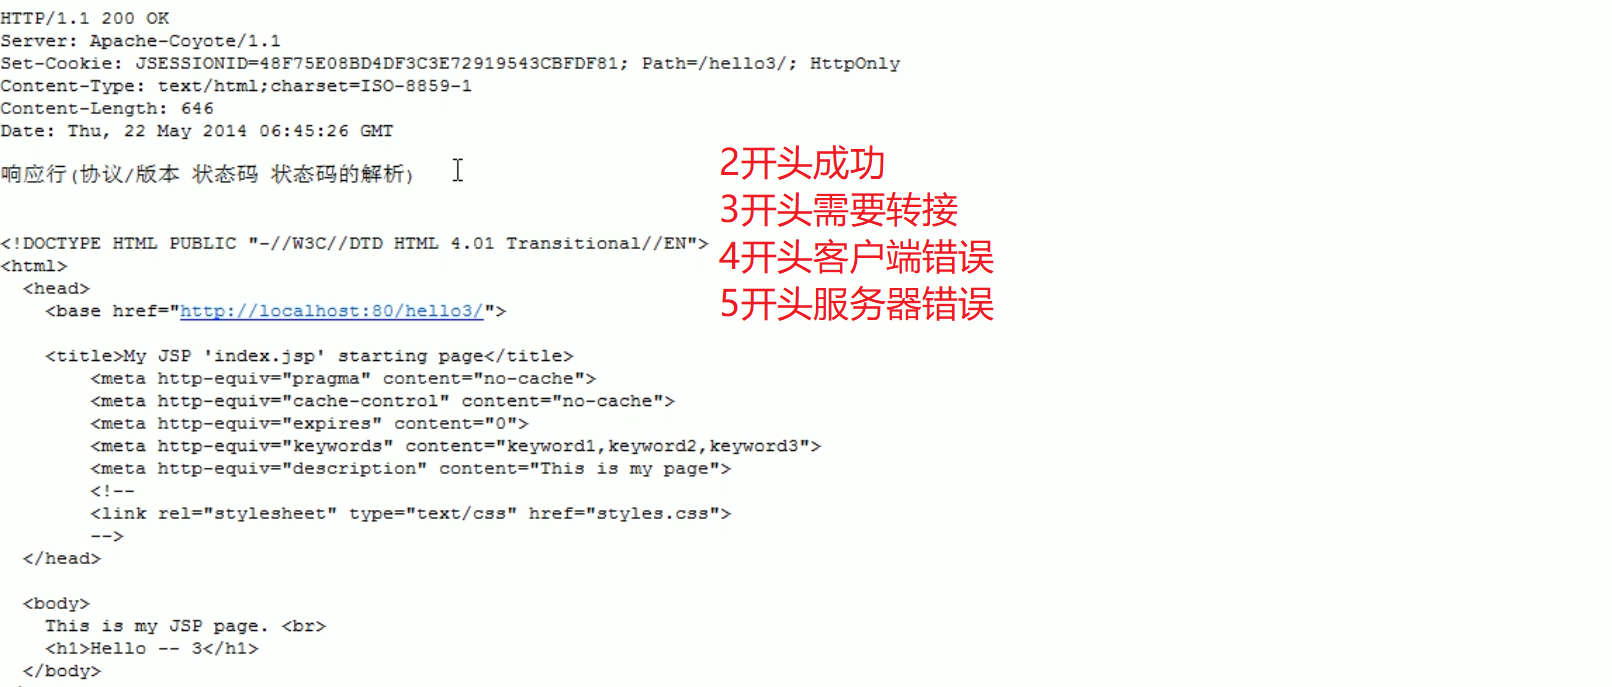 HTTP/1.1 200 OK
Server: Apache-Coyote/1.1
Set-Cookie: JSESSIONID=48F75E08BD4DF3C3E72919543CBFDF81; Path=/hello3/; HttpOnly
Content-Type: text/html;charset=ISO-8859-1
Content-Length: 646
Date: Thu, 22 May 2014 06:45:26 GMT
响应行(协议/版本 状态码 状态码的解析)
2开头成功
3开头需要转接
4开头客户端错误
5开头服务器错误
<!DOCTYPE HTML PUBLIC "-//W3C//DTD HTML 4.01 Transitional//EN">
<html>
<head>
<base href="http://localhost:80/hello3/">
<title>My JSP 'index.jsp' starting page</title>
<meta http-equiv="pragma" content="no-cache">
<meta http-equiv="cache-control" content="no-cache">
<meta http-equiv="expires" content="0">
<meta http-equiv="keywords" content="keyword1,keyword2,keyword3">
<meta http-equiv="description" content="This is my page">
<!--
<link rel="stylesheet" type="text/css" href="styles.css">
-->
</head>
<body>
This is my JSP page. <br>
<h1>Hello -- 3</h1>
</body>